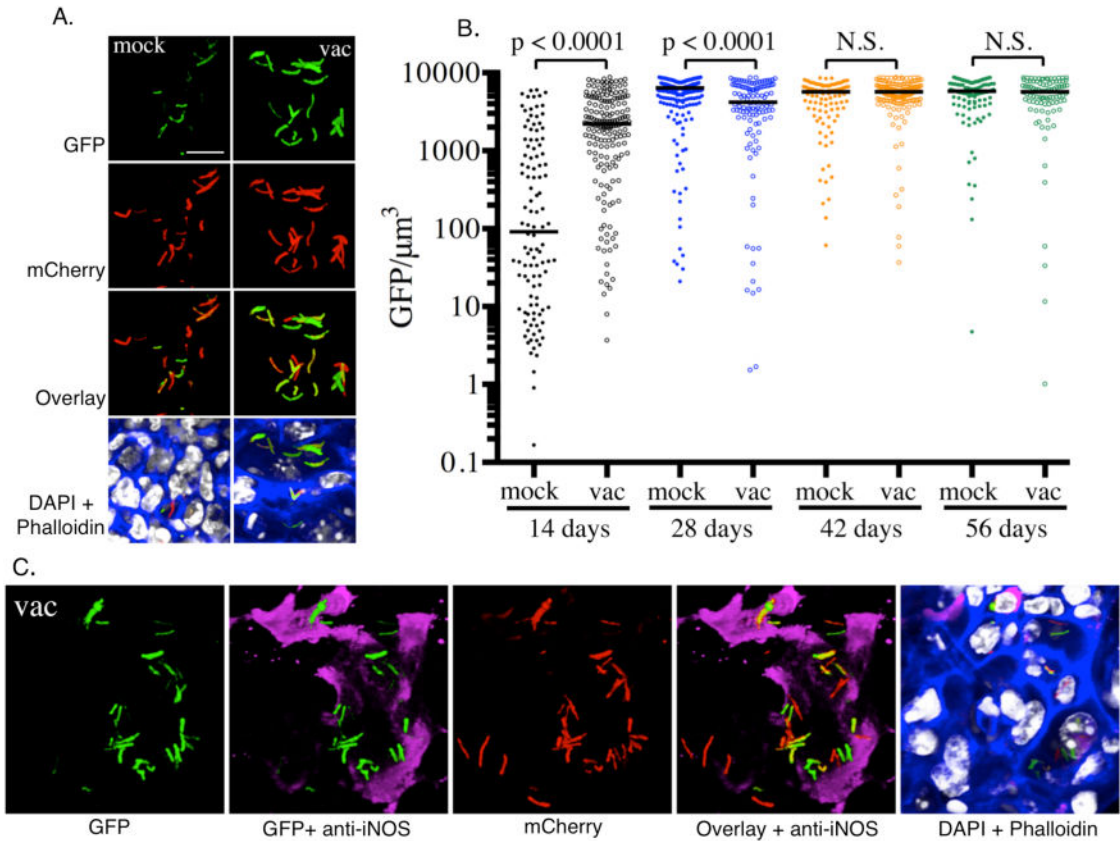 A.
mock
vac
GFP
mCherry
Overlay
DAPI +
Phalloidin
B.
p < 0.0001
p < 0.0001
N.S.
N.S.
GFP/µm³
10000
1000
100
10
1
0.1
mock vac mock vac mock vac mock vac
14 days 28 days 42 days 56 days
C.
vac
GFP
GFP+ anti-iNOS
mCherry
Overlay + anti-iNOS
DAPI + Phalloidin